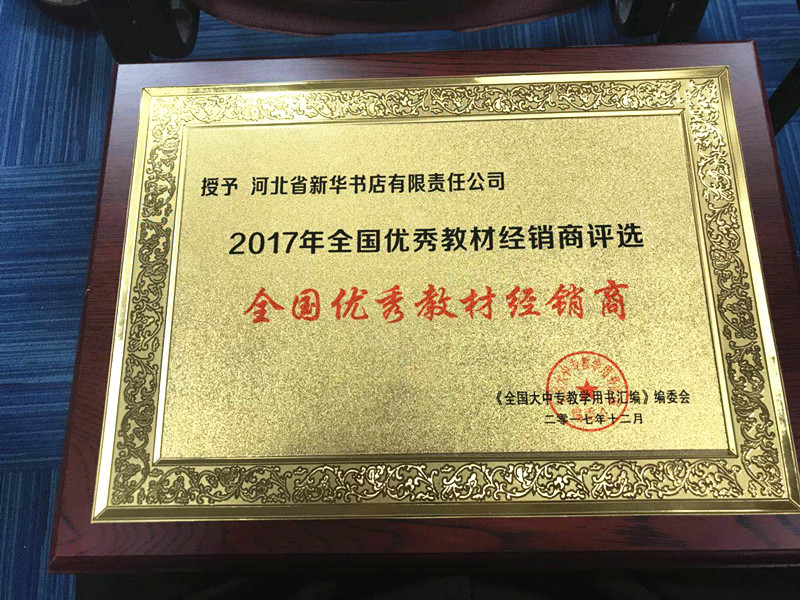 授予 河北省新华书店有限责任公司
2017年全国优秀教材经销商评选
全国优秀教材经销商
《全国大中专教学用书汇编》编委会
二零一七年十二月